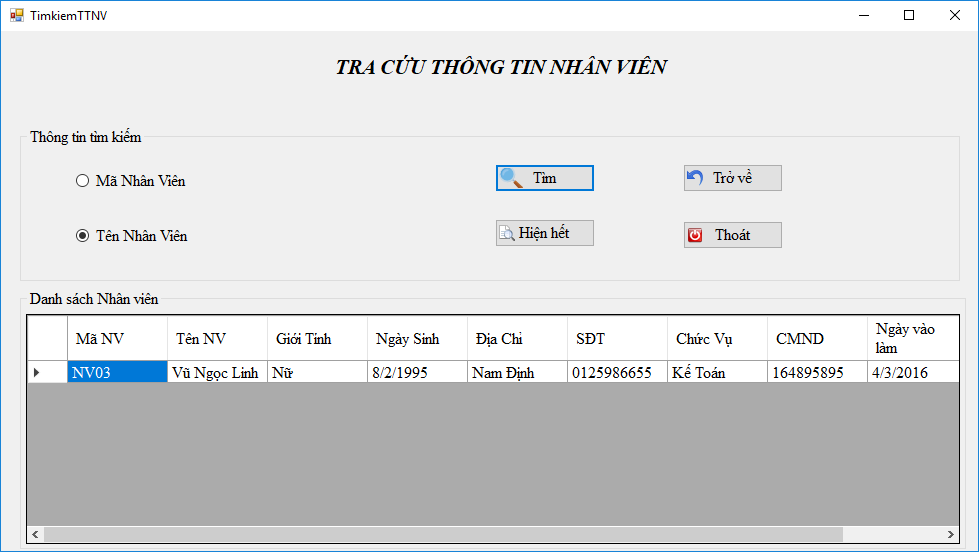 TimkiemTTNV
TRA CỨU THÔNG TIN NHÂN VIÊN
Thông tin tìm kiếm
Mã Nhân Viên
Tìm
Trở về
Tên Nhân Viên
Hiện hết
Thoát
Danh sách Nhân viên
Mã NV Tên NV Giới Tính Ngày Sinh Địa Chỉ SĐT Chức Vụ CMND Ngày vào làm
NV03 Vũ Ngọc Linh Nữ 8/2/1995 Nam Định 0125986655 Kế Toán 164895895 4/3/2016